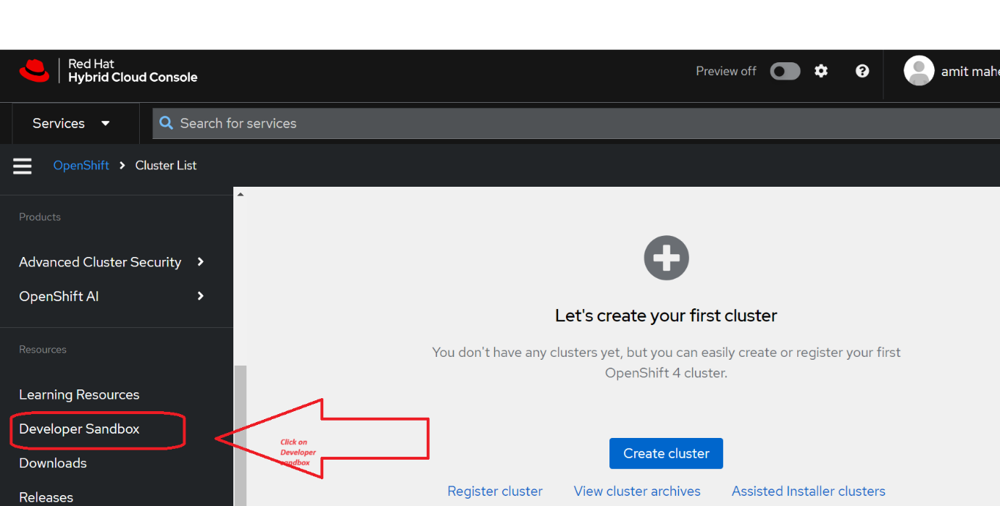 Red Hat
Hybrid Cloud Console
Preview off
amit mahe
Services
Search for services
OpenShift
Cluster List
Products
Advanced Cluster Security
OpenShift AI
Resources
Learning Resources
Developer Sandbox
Downloads
Releases
Let's create your first cluster
You don't have any clusters yet, but you can easily create or register your first
OpenShift 4 cluster.
Click on
Developer
sandbox
Create cluster
Register cluster
View cluster archives
Assisted Installer clusters